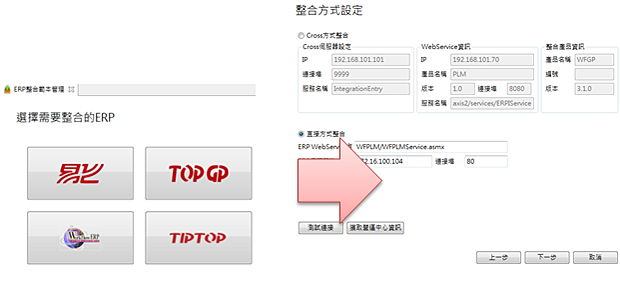 ERP整合範本管理
選擇需要整合的ERP
易飛
TOP GP
Workflow ERP
TIPTOP
整合方式設定
Cross方式整合
Cross伺服器設定
IP 192.168.101.101
連接埠 9999
服務名稱 IntegrationEntry
WebService資訊
IP 192.168.101.70
產品名稱 PLM
版本 1.0 連接埠 8080
服務名稱 axis2/services/ERPIService
整合產品資訊
產品名稱 WFGP
編號
版本 3.1.0
直接方式整合
ERP WebServi WFPLM/WFPLMService.asmx
2.16.100.104 連接埠 80
測試連接 獲取營運中心資訊
上一步 下一步 取消